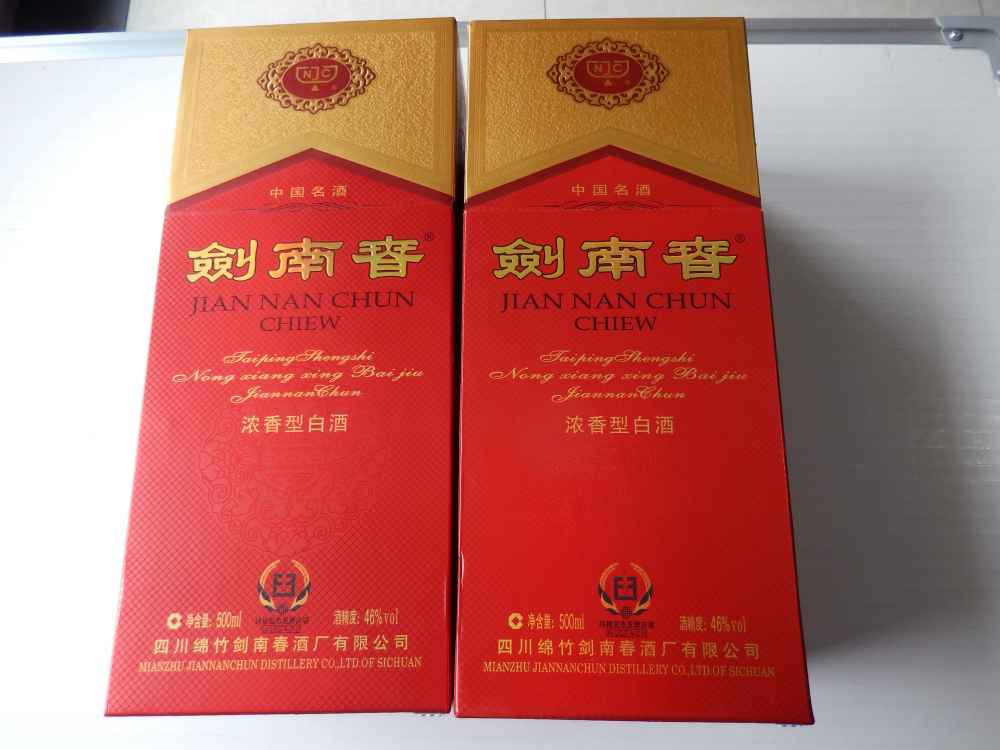 NJC
中国名酒
劍南春®
JIAN NAN CHUN
CHIEW
TaipingShengshi
Nong xiang xing Bai jiu
JiannanChun
浓香型白酒
净含量: 500ml 酒精度: 46%vol
四川绵竹剑南春酒厂有限公司
MIANZHU JIANNANCHUN DISTILLERY CO.,LTD.OF SICHUAN
NJC
中国名酒
劍南春®
JIAN NAN CHUN
CHIEW
TaipingShengshi
Nong xiang xing Bai jiu
JiannanChun
浓香型白酒
净含量: 500ml 酒精度: 46%vol
四川绵竹剑南春酒厂有限公司
MIANZHU JIANNANCHUN DISTILLERY CO.,LTD.OF SICHUAN